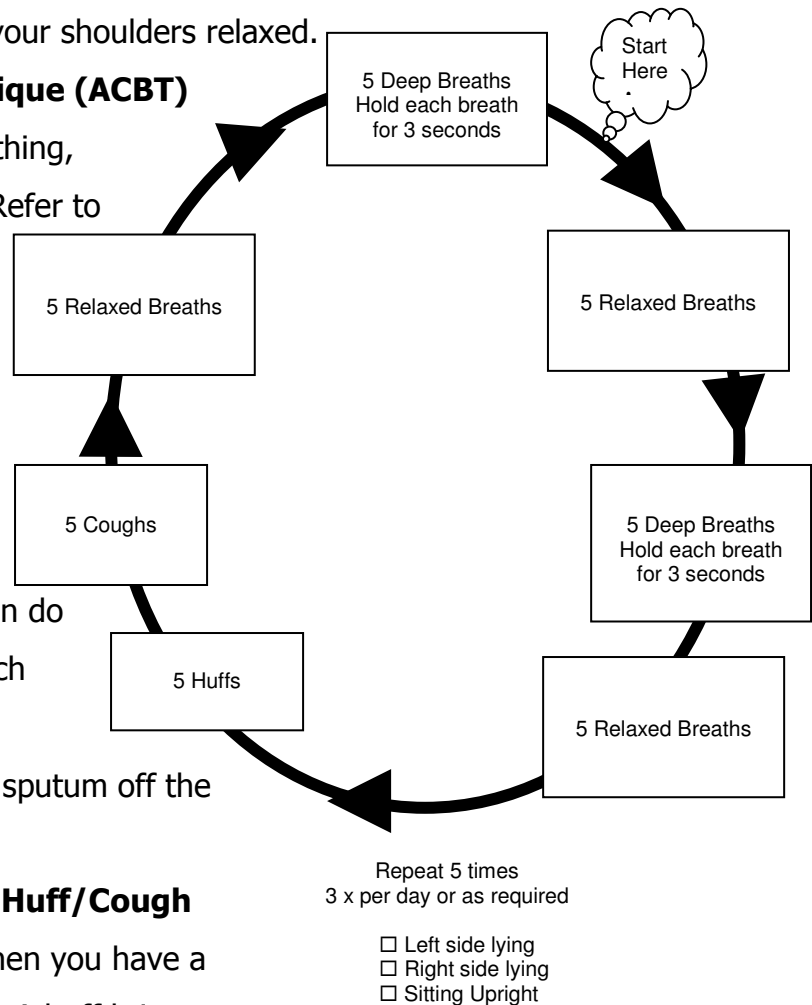 your shoulders relaxed.
ique (ACBT)
thing,
Refer to
n do
ch
sputum off the
Huff/Cough
hen you have a
Start
Here
.
5 Deep Breaths
Hold each breath
for 3 seconds
5 Relaxed Breaths
5 Deep Breaths
Hold each breath
for 3 seconds
5 Relaxed Breaths
5 Huffs
5 Coughs
5 Relaxed Breaths
Repeat 5 times
3 x per day or as required
☐ Left side lying
☐ Right side lying
☐ Sitting Upright